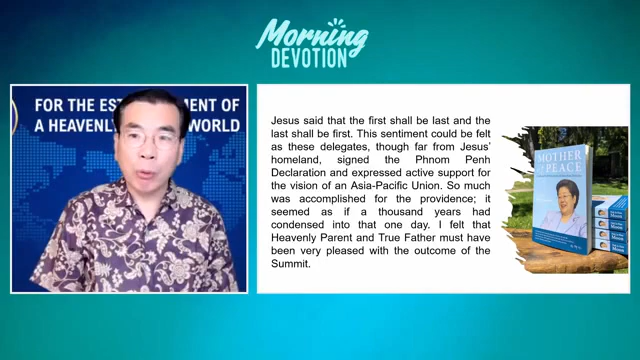 Morning
DEVOTION
FOR THE EST MENT OF
A HEAVENL WORLD
Jesus said that the first shall be last and the
last shall be first. This sentiment could be felt
as these delegates, though far from Jesus'
homeland, signed the Phnom Penh
Declaration and expressed active support for
the vision of an Asia-Pacific Union. So much
was accomplished for the providence; it
seemed as if a thousand years had
condensed into that one day. I felt that
Heavenly Parent and True Father must have
been very pleased with the outcome of the
Summit.
MOTHER
OF PEACE